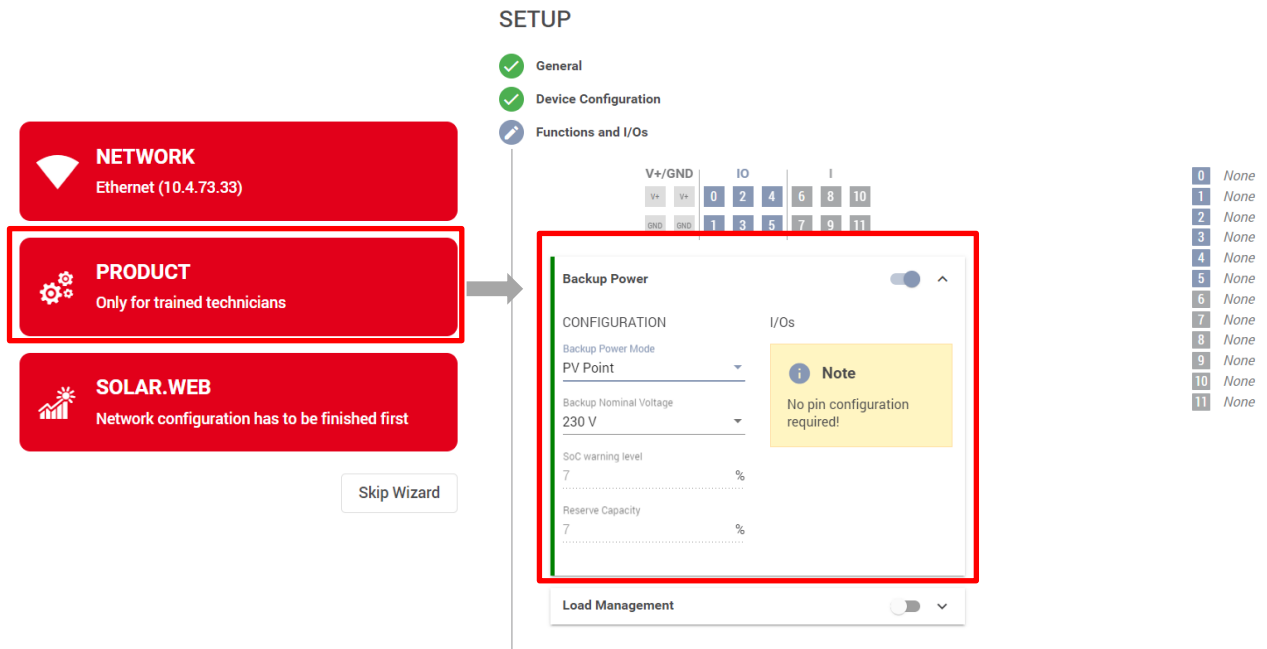 SETUP
General
Device Configuration
Functions and I/Os
NETWORK
Ethernet (10.4.73.33)
PRODUCT
Only for trained technicians
SOLAR.WEB
Network configuration has to be finished first
Skip Wizard
V+/GND IO I
V+ V+ 0 2 4 6 8 10
GND GND 1 3 5 7 9 11
Backup Power
CONFIGURATION
Backup Power Mode
PV Point
Backup Nominal Voltage
230 V
SoC warning level
7 %
Reserve Capacity
7 %
I/Os
Note
No pin configuration
required!
Load Management
0 None
1 None
2 None
3 None
4 None
5 None
6 None
7 None
8 None
9 None
10 None
11 None